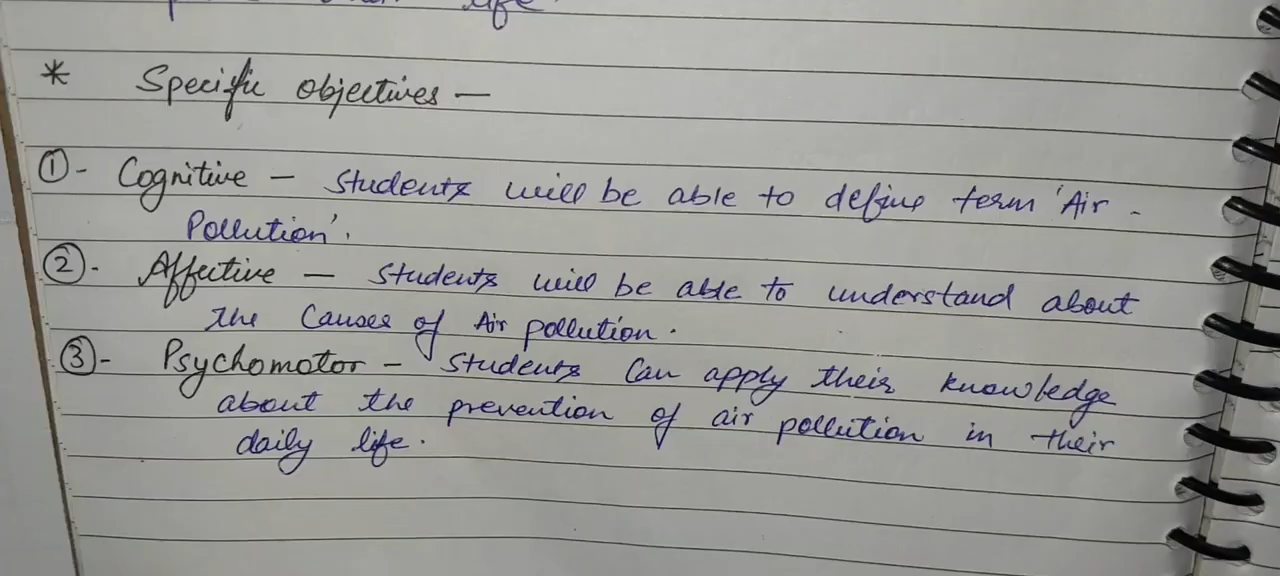 life
* Specific objectives —
①- Cognitive — Students will be able to define term 'Air -
Pollution'.
②- Affective — Students will be able to understand about
the Causes of Air pollution.
③- Psychomotor - Students Can apply their knowledge
about the prevention of air pollution in their
daily life.